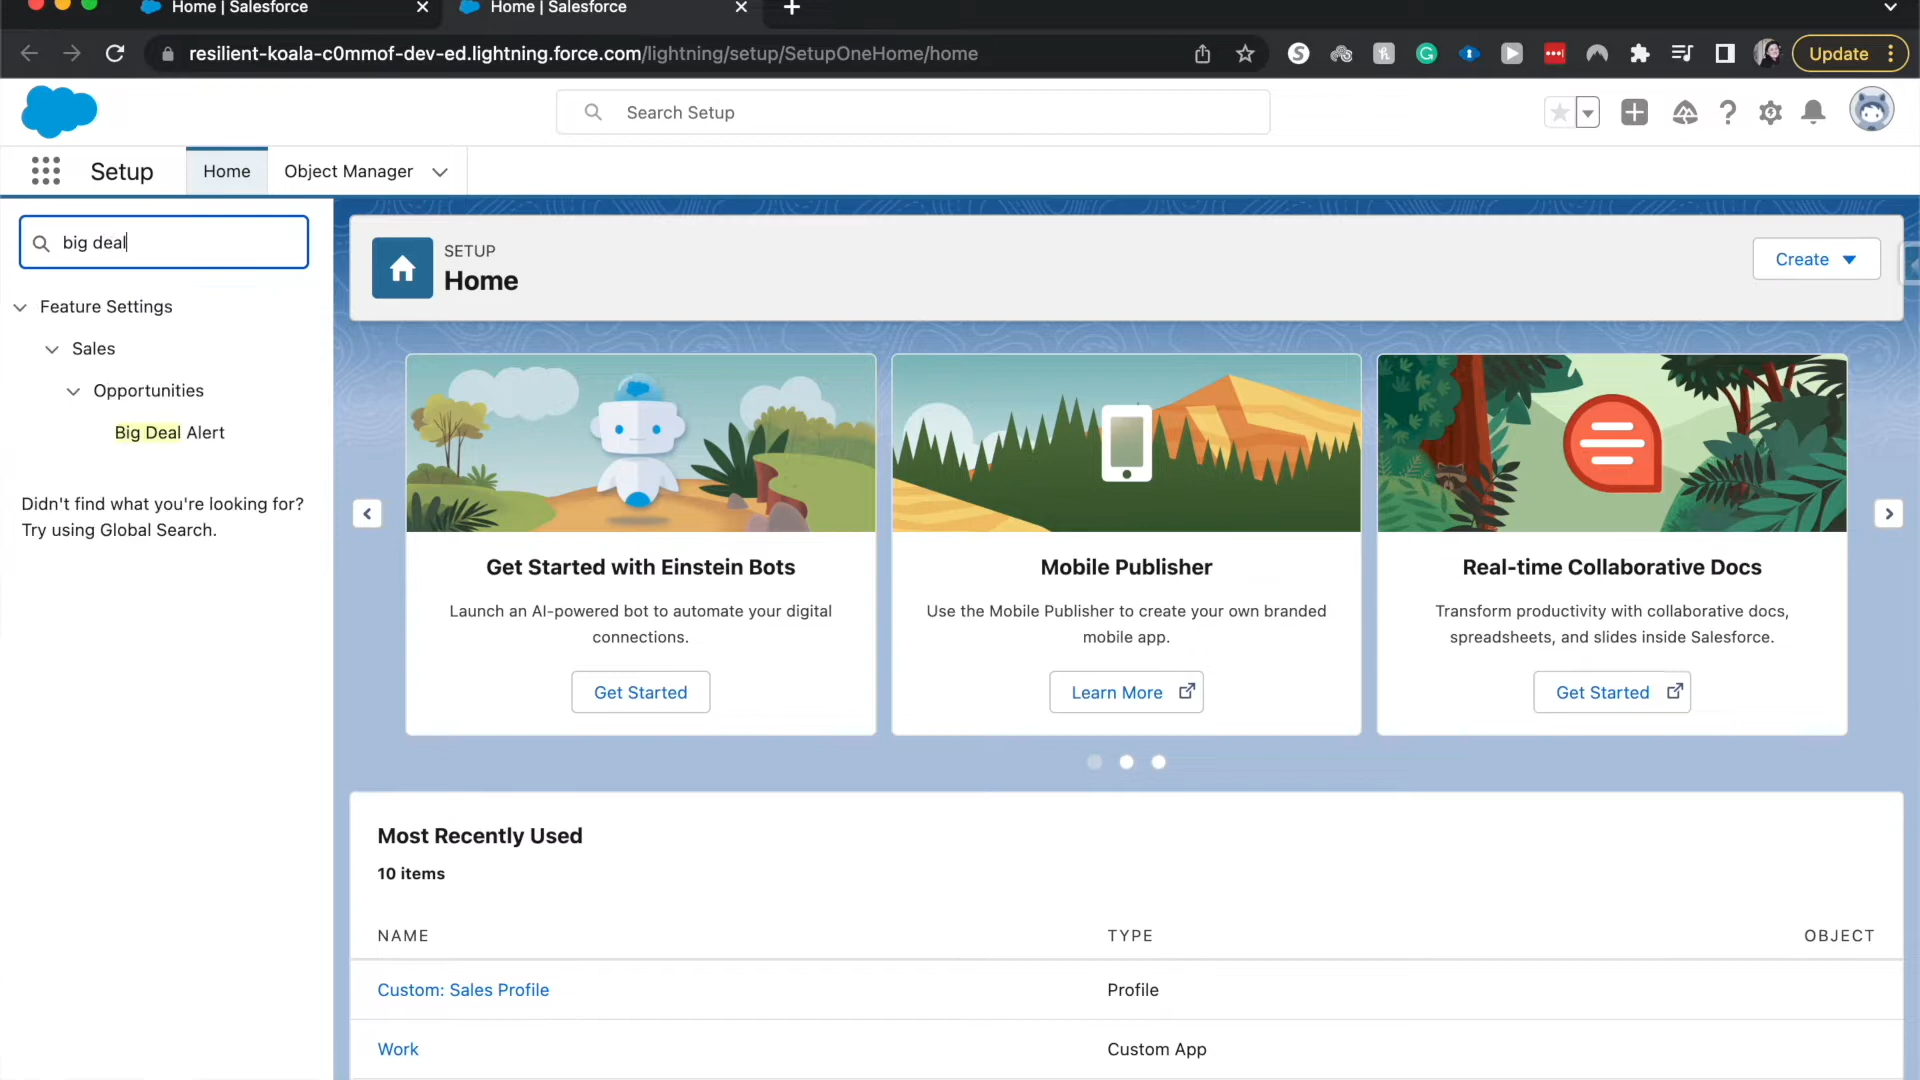 Home | Salesforce
Home | Salesforce
resilient-koala-c0mmof-dev-ed.lightning.force.com/lightning/setup/SetupOneHome/home
Update
Search Setup
Setup
Home
Object Manager
big deal
SETUP
Home
Create
Feature Settings
Sales
Opportunities
Big Deal Alert
Didn't find what you're looking for?
Try using Global Search.
Get Started with Einstein Bots
Launch an AI-powered bot to automate your digital
connections.
Get Started
Mobile Publisher
Use the Mobile Publisher to create your own branded
mobile app.
Learn More
Real-time Collaborative Docs
Transform productivity with collaborative docs,
spreadsheets, and slides inside Salesforce.
Get Started
Most Recently Used
10 items
NAME
TYPE
OBJECT
Custom: Sales Profile
Profile
Work
Custom App